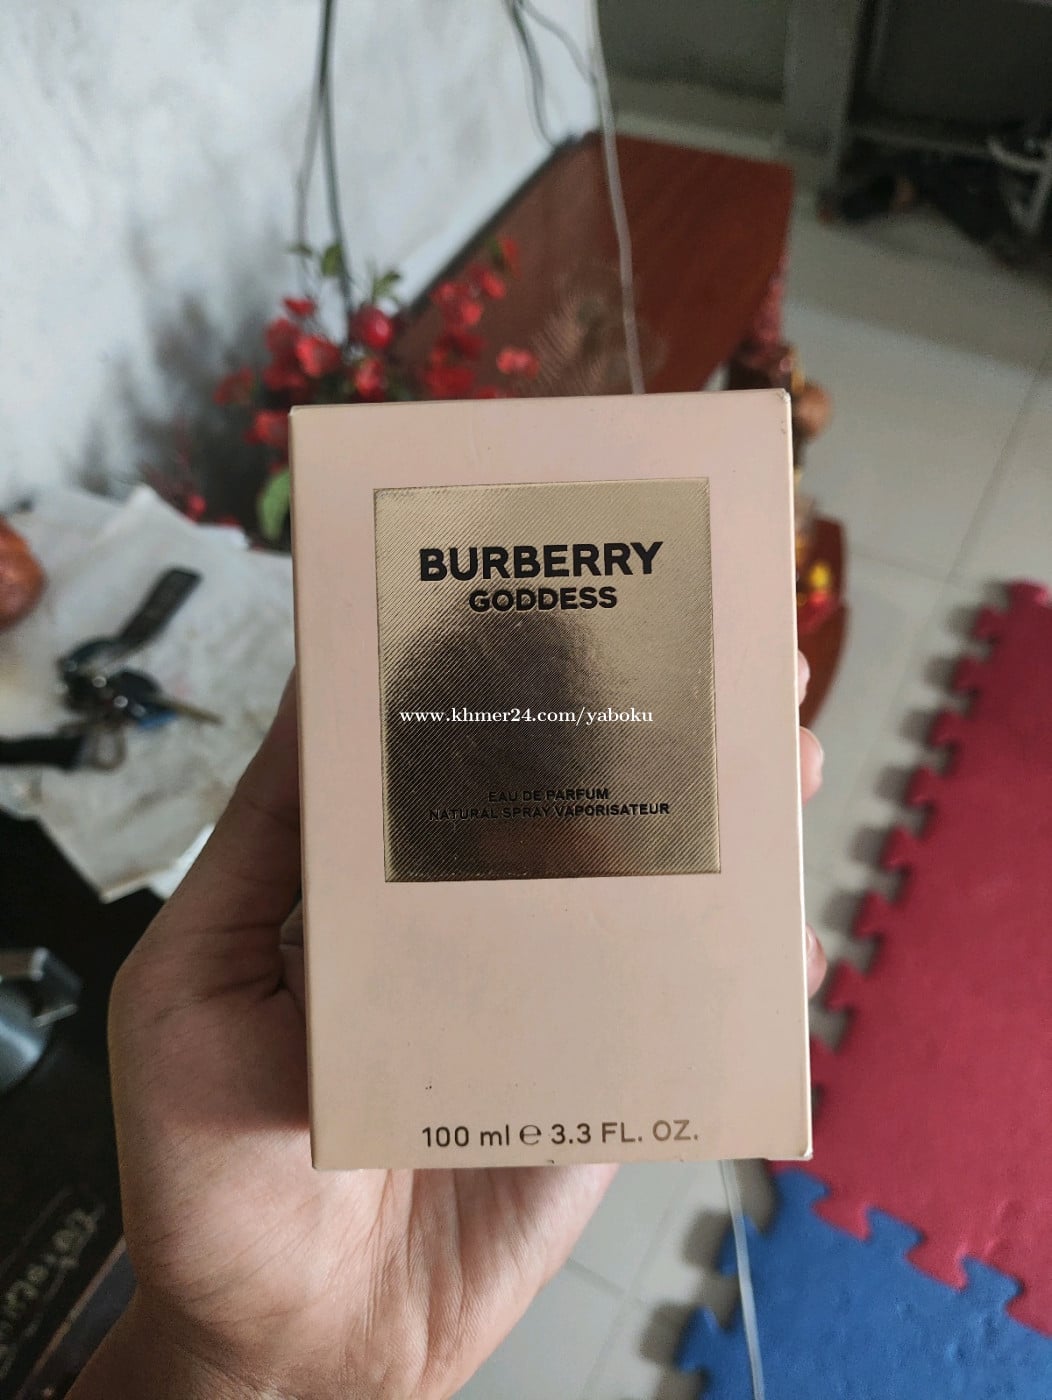 BURBERRY
GODDESS
www.khmer24.com/yaboku
EAU DE PARFUM
NATURAL SPRAY VAPORISATEUR
100 ml ℮ 3.3 FL. OZ.